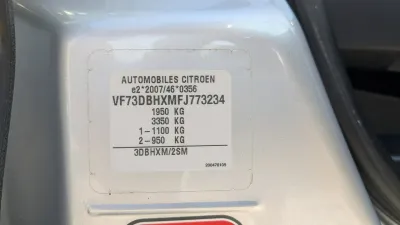 AUTOMOBILES CITROEN
e2*2007/46*0356
VF73DBHXMFJ773234
1950 KG
3350 KG
1-1100 KG
2-950 KG
3DBHXM/2SM